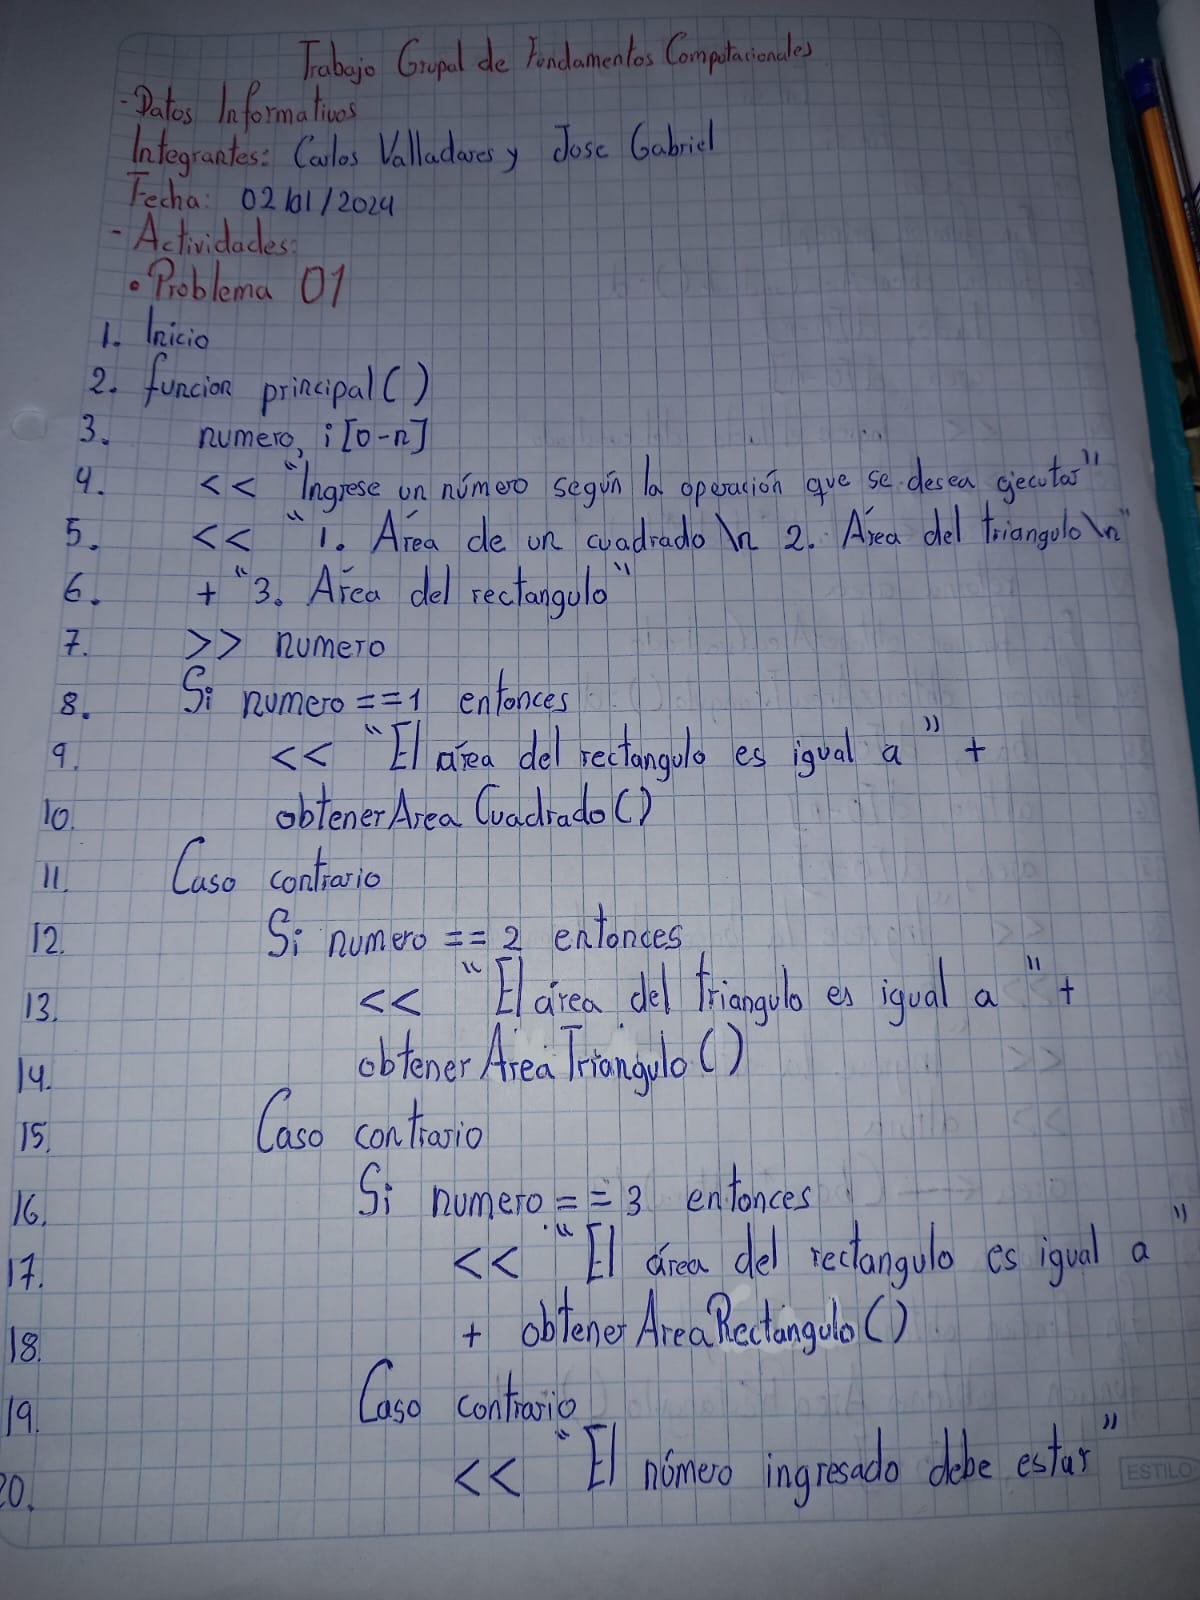 Trabajo Grupal de Fundamentos Computacionales
- Datos Informativos
Integrantes: Carlos Valladares y Jose Gabriel
Fecha: 02/01/2024
- Actividades:
• Problema 01
1. Inicio
2. funcion principal()
3. numero, i [0-n]
4. << "Ingrese un número según la operación que se desea ejecutar"
5. << "1. Área de un cuadrado \n 2. Área del triangulo \n"
6. + "3. Área del rectangulo"
7. >> numero
8. Si numero == 1 entonces
9. << "El área del rectangulo es igual a " +
10. obtenerAreaCuadrado()
11. Caso contrario
12. Si numero == 2 entonces
13. << "El área del triangulo es igual a " +
14. obtenerAreaTriangulo()
15. Caso contrario
16. Si numero == 3 entonces
17. << "El área del rectangulo es igual a "
18. + obtenerAreaRectangulo()
19. Caso contrario
20. << "El número ingresado debe estar"
ESTILO